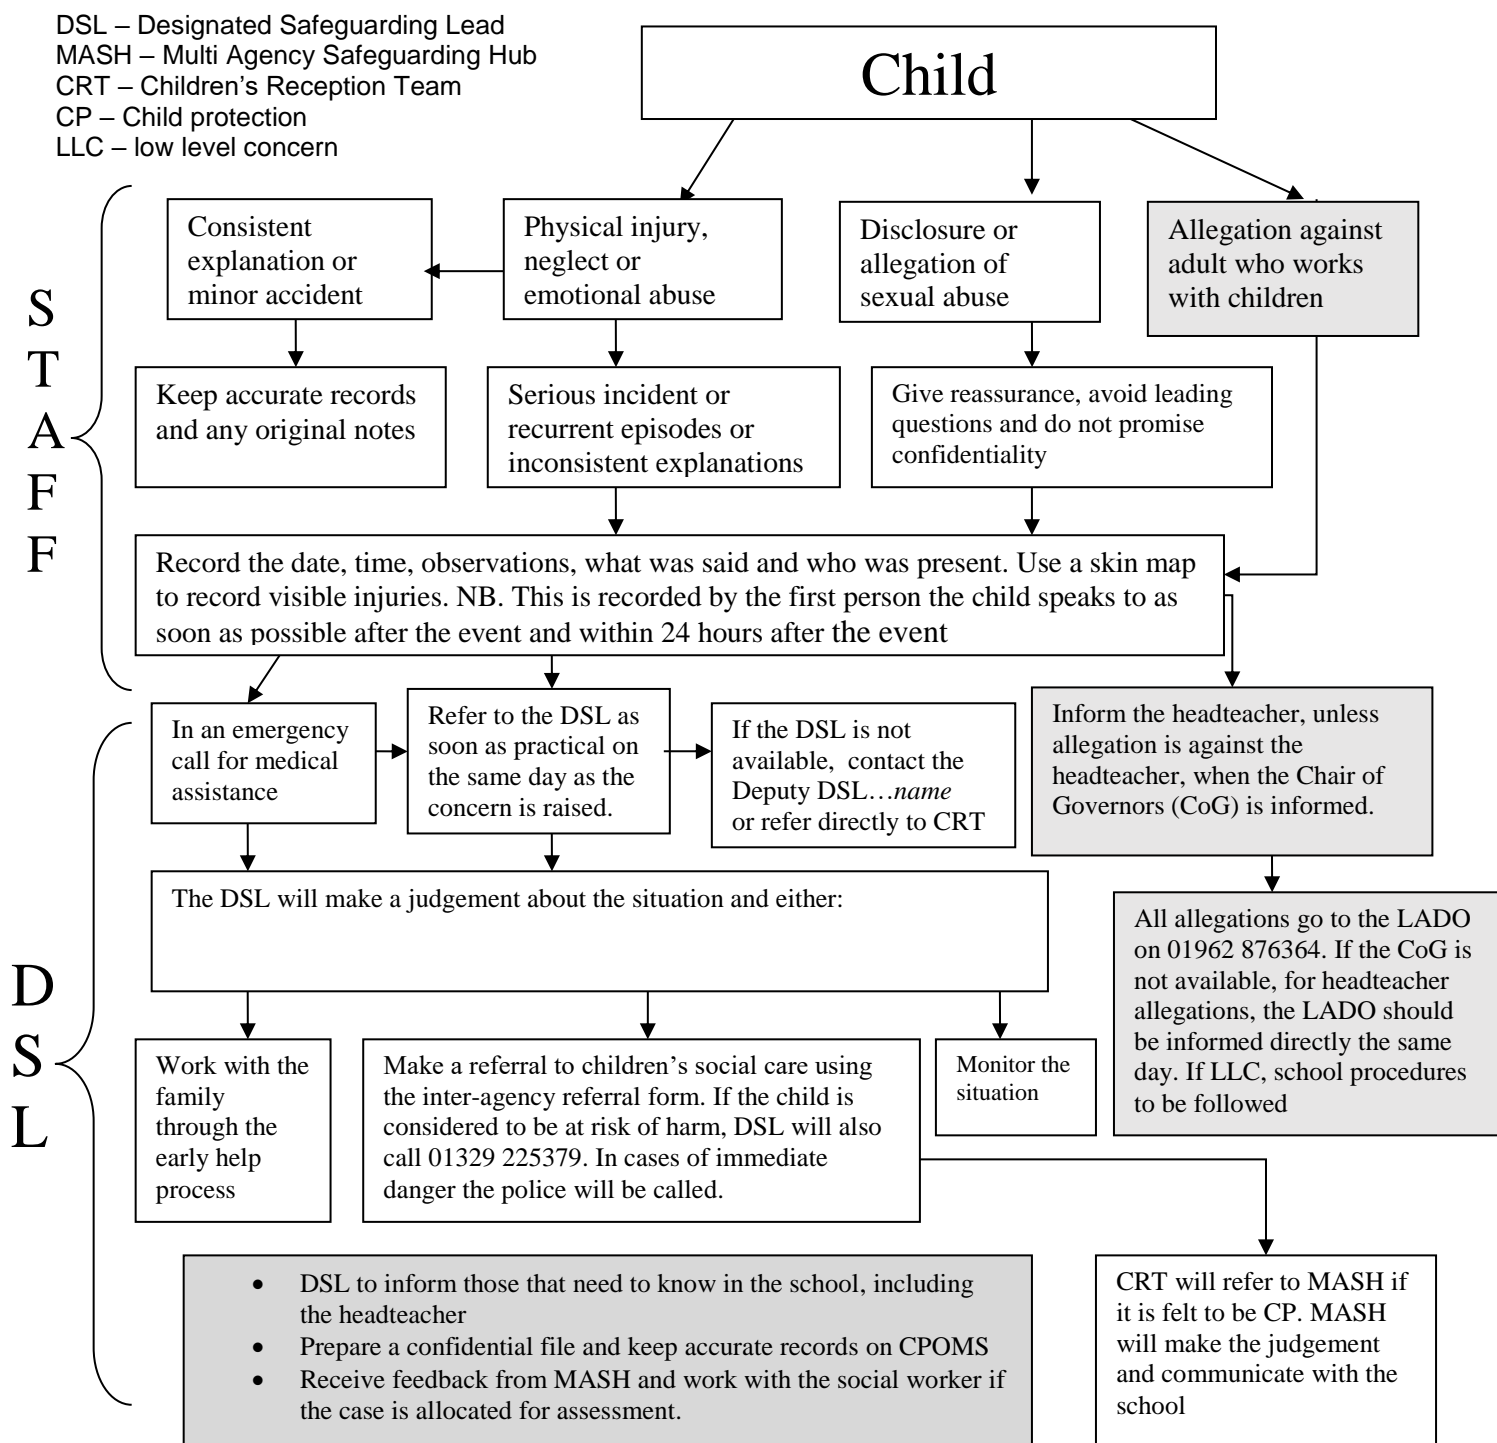 DSL – Designated Safeguarding Lead
MASH – Multi Agency Safeguarding Hub
CRT – Children's Reception Team
CP – Child protection
LLC – low level concern
Child
S
T
A
F
F
Consistent
explanation or
minor accident
Physical injury,
neglect or
emotional abuse
Disclosure or
allegation of
sexual abuse
Allegation against
adult who works
with children
Keep accurate records
and any original notes
Serious incident or
recurrent episodes or
inconsistent explanations
Give reassurance, avoid leading
questions and do not promise
confidentiality
Record the date, time, observations, what was said and who was present. Use a skin map
to record visible injuries. NB. This is recorded by the first person the child speaks to as
soon as possible after the event and within 24 hours after the event
D
S
L
In an emergency
call for medical
assistance
Refer to the DSL as
soon as practical on
the same day as the
concern is raised.
If the DSL is not
available,  contact the
Deputy DSL…name
or refer directly to CRT
Inform the headteacher, unless
allegation is against the
headteacher, when the Chair of
Governors (CoG) is informed.
The DSL will make a judgement about the situation and either:
All allegations go to the LADO
on 01962 876364. If the CoG is
not available, for headteacher
allegations, the LADO should
be informed directly the same
day. If LLC, school procedures
to be followed
Work with the
family
through the
early help
process
Make a referral to children's social care using
the inter-agency referral form. If the child is
considered to be at risk of harm, DSL will also
call 01329 225379. In cases of immediate
danger the police will be called.
Monitor the
situation
• DSL to inform those that need to know in the school, including
the headteacher
• Prepare a confidential file and keep accurate records on CPOMS
• Receive feedback from MASH and work with the social worker if
the case is allocated for assessment.
CRT will refer to MASH if
it is felt to be CP. MASH
will make the judgement
and communicate with the
school